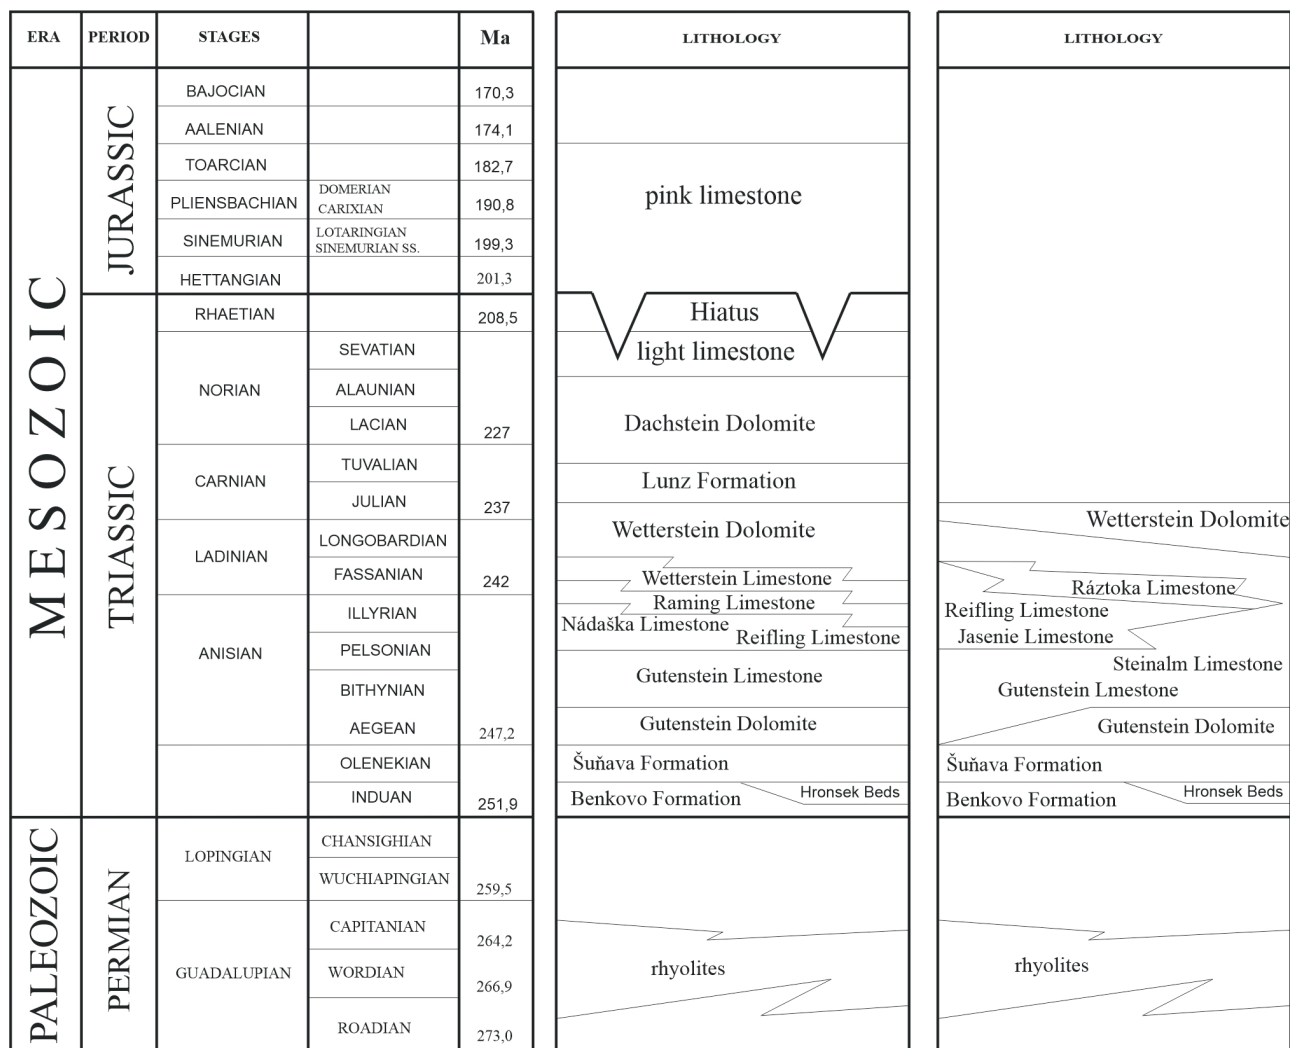 ERA PERIOD STAGES Ma LITHOLOGY LITHOLOGY
MESOZOIC
JURASSIC
BAJOCIAN 170,3
AALENIAN 174,1
TOARCIAN 182,7
PLIENSBACHIAN DOMERIAN
CARIXIAN 190,8
SINEMURIAN LOTARINGIAN
SINEMURIAN SS. 199,3
HETTANGIAN 201,3
TRIASSIC
RHAETIAN 208,5
NORIAN
SEVATIAN
ALAUNIAN
LACIAN 227
CARNIAN
TUVALIAN
JULIAN 237
LADINIAN
LONGOBARDIAN
FASSANIAN 242
ANISIAN
ILLYRIAN
PELSONIAN
BITHYNIAN
AEGEAN 247,2
OLENEKIAN
INDUAN 251,9
PALEOZOIC
PERMIAN
LOPINGIAN
CHANSIGHIAN
WUCHIAPINGIAN 259,5
GUADALUPIAN
CAPITANIAN 264,2
WORDIAN 266,9
ROADIAN 273,0
pink limestone
Hiatus
light limestone
Dachstein Dolomite
Lunz Formation
Wetterstein Dolomite
Wetterstein Limestone
Raming Limestone
Nádaška Limestone
Reifling Limestone
Gutenstein Limestone
Gutenstein Dolomite
Šuňava Formation
Benkovo Formation Hronsek Beds
rhyolites
Wetterstein Dolomite
Ráztoka Limestone
Reifling Limestone
Jasenie Limestone
Steinalm Limestone
Gutenstein Lmestone
Gutenstein Dolomite
Šuňava Formation
Benkovo Formation Hronsek Beds
rhyolites